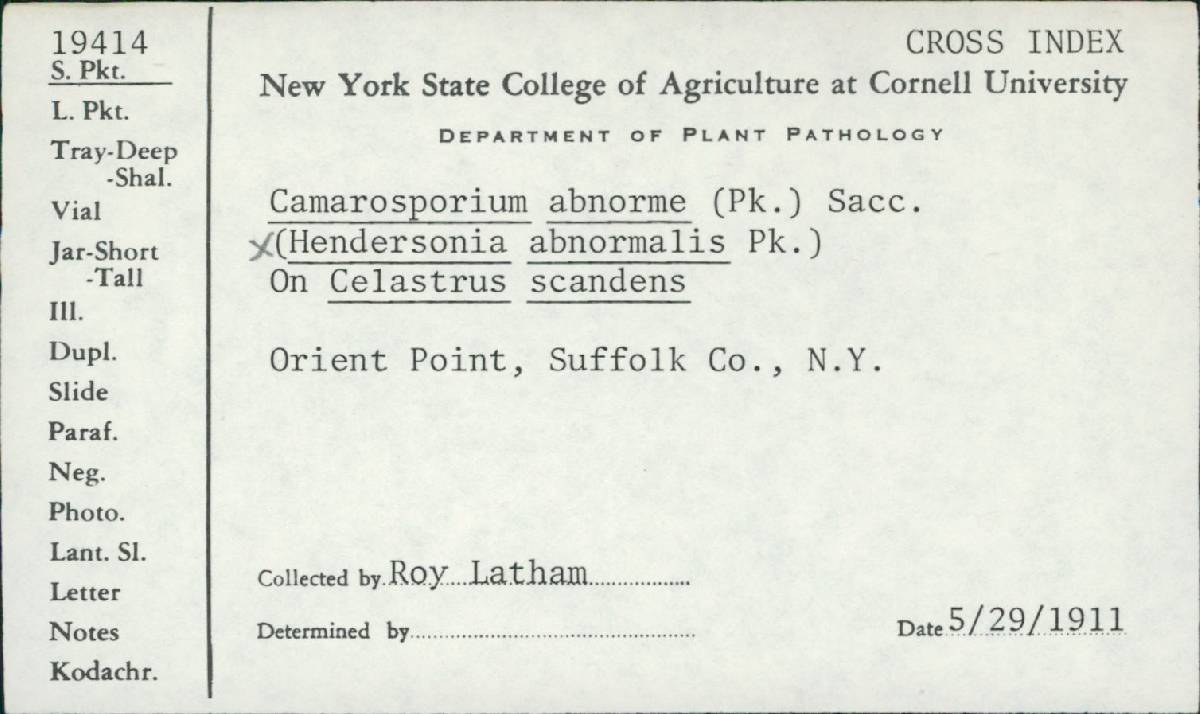 19414
S. Pkt.
L. Pkt.
Tray-Deep
-Shal.
Vial
Jar-Short
-Tall
Ill.
Dupl.
Slide
Paraf.
Neg.
Photo.
Lant. Sl.
Letter
Notes
Kodachr.
CROSS INDEX
New York State College of Agriculture at Cornell University
DEPARTMENT OF PLANT PATHOLOGY
Camarosporium abnorme (Pk.) Sacc.
x(Hendersonia abnormalis Pk.)
On Celastrus scandens
Orient Point, Suffolk Co., N.Y.
Collected by Roy Latham
Determined by
Date 5/29/1911